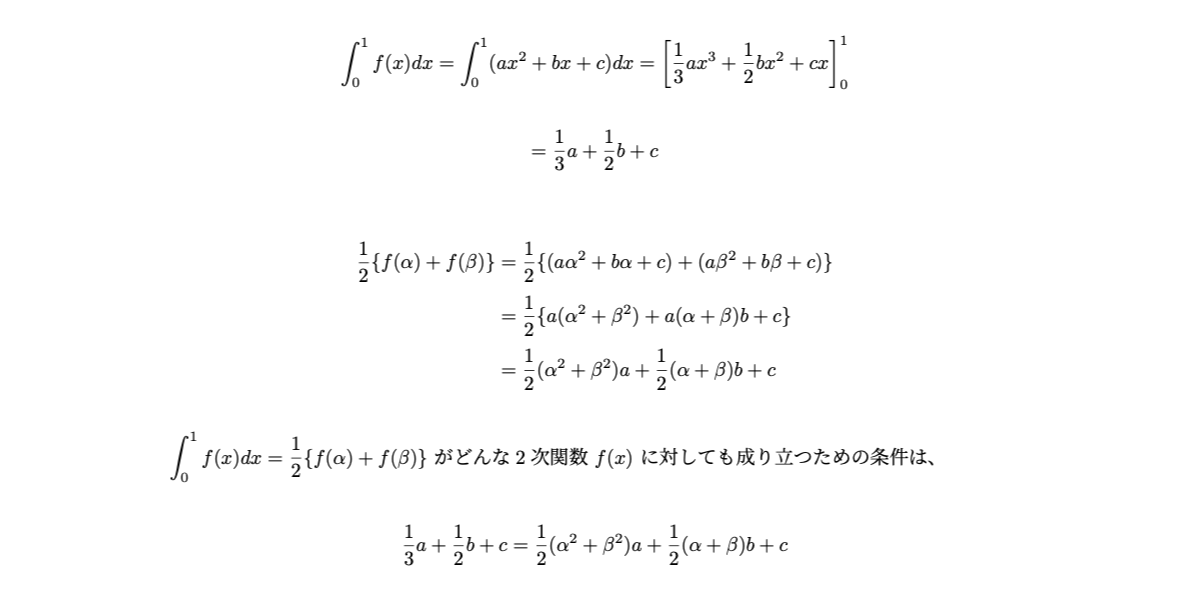 ∫₀¹ f(x)dx = ∫₀¹ (ax² + bx + c)dx = [1/3 ax³ + 1/2 bx² + cx]₀¹
= 1/3 a + 1/2 b + c
1/2 {f(α) + f(β)} = 1/2 {(aα² + bα + c) + (aβ² + bβ + c)}
= 1/2 {a(α² + β²) + a(α + β)b + c}
= 1/2 (α² + β²)a + 1/2 (α + β)b + c
∫₀¹ f(x)dx = 1/2 {f(α) + f(β)} がどんな 2 次関数 f(x) に対しても成り立つための条件は、
1/3 a + 1/2 b + c = 1/2 (α² + β²)a + 1/2 (α + β)b + c